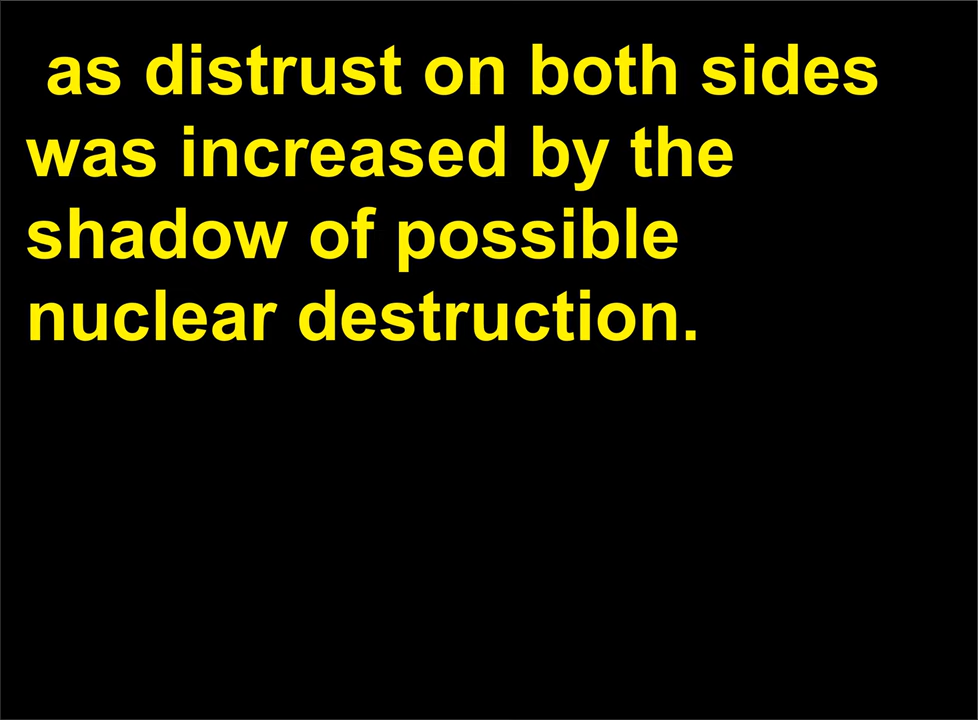 as distrust on both sides
was increased by the
shadow of possible
nuclear destruction.